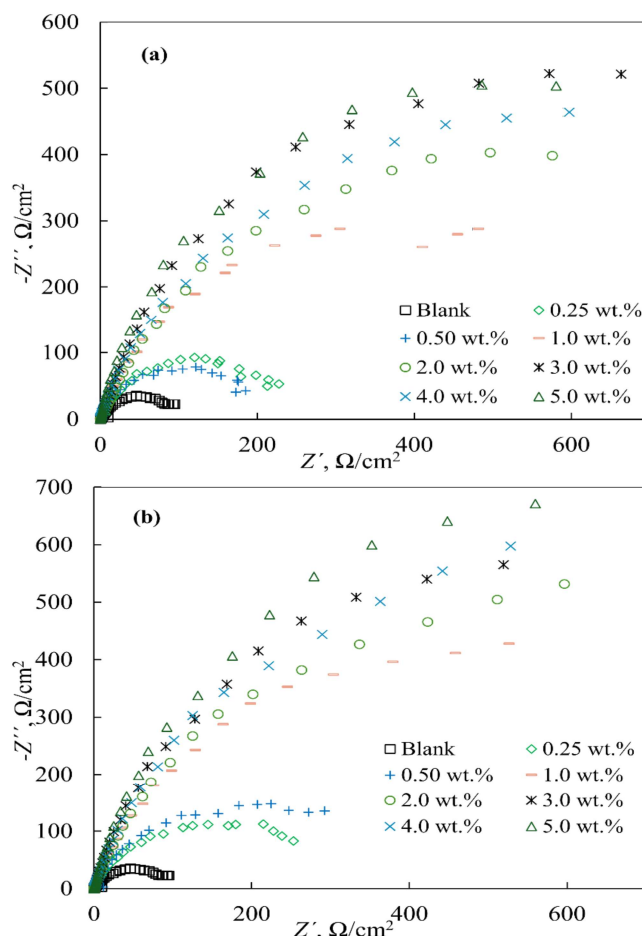 600
(a)
500
400
300
200
100
0
-Z´´, Ω/cm²
Blank
0.25 wt.%
0.50 wt.%
1.0 wt.%
2.0 wt.%
3.0 wt.%
4.0 wt.%
5.0 wt.%
0 200 400 600
Z´, Ω/cm²
700
(b)
600
500
400
300
200
100
0
-Z´´, Ω/cm²
Blank
0.25 wt.%
0.50 wt.%
1.0 wt.%
2.0 wt.%
3.0 wt.%
4.0 wt.%
5.0 wt.%
0 200 400 600
Z´, Ω/cm²